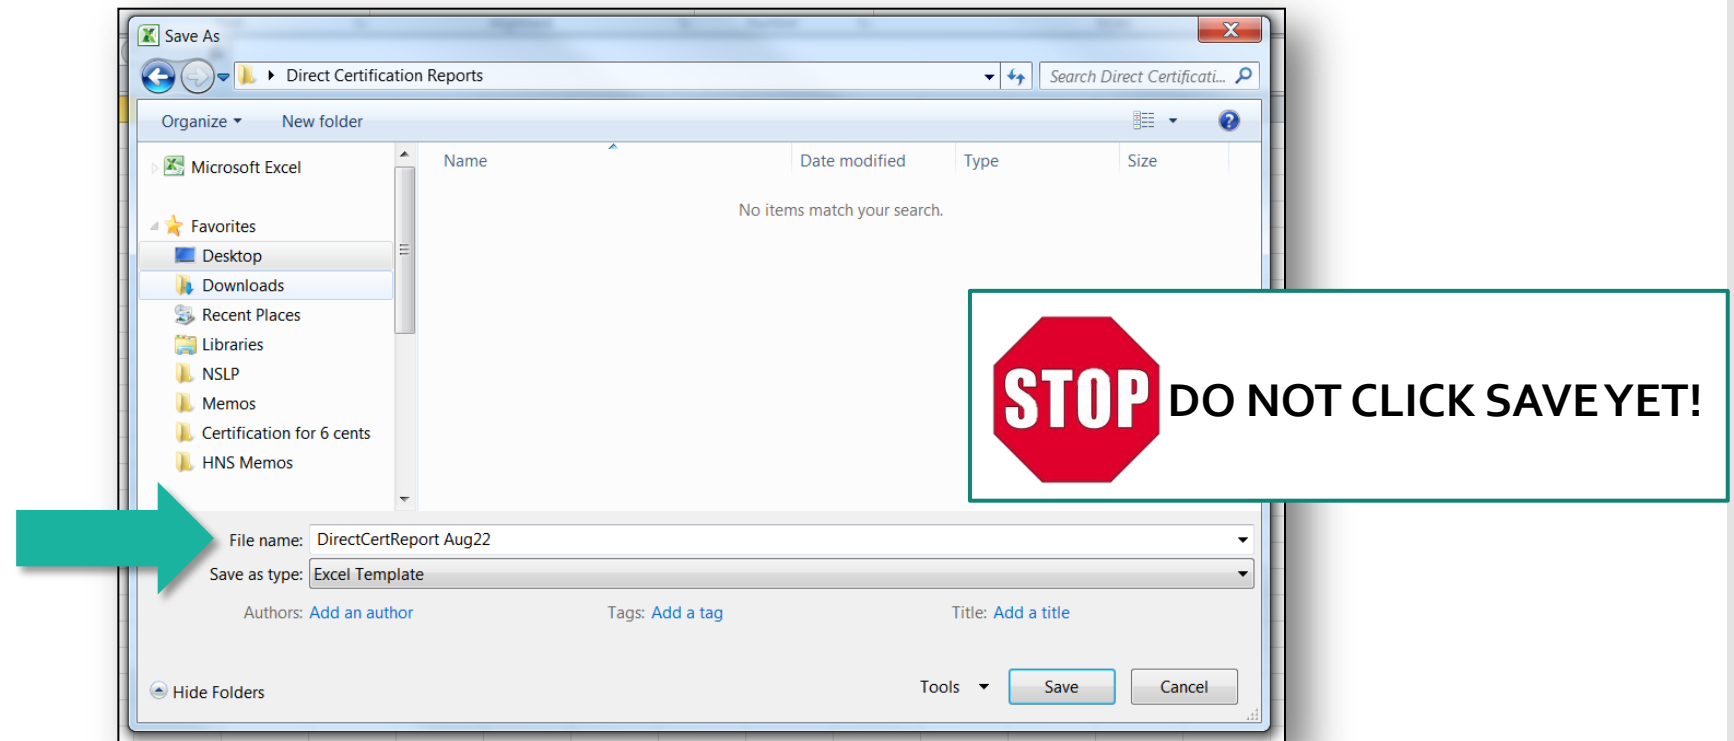 Save As
Direct Certification Reports
Search Direct Certificati...
Organize
New folder
Microsoft Excel
Name
Date modified
Type
Size
No items match your search.
Favorites
Desktop
Downloads
Recent Places
Libraries
NSLP
Memos
Certification for 6 cents
HNS Memos
STOP DO NOT CLICK SAVE YET!
File name: DirectCertReport Aug22
Save as type: Excel Template
Authors: Add an author
Tags: Add a tag
Title: Add a title
Hide Folders
Tools
Save
Cancel